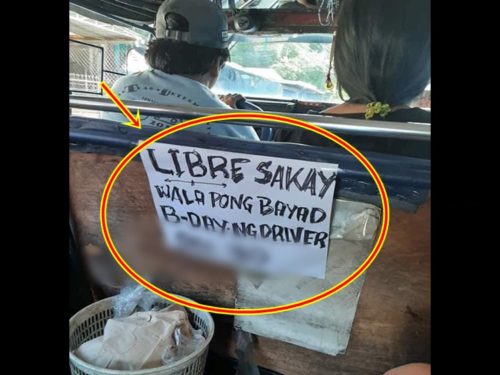 LIBRE SAKAY
WALA PONG BAYAD
B-DAY NG DRIVER